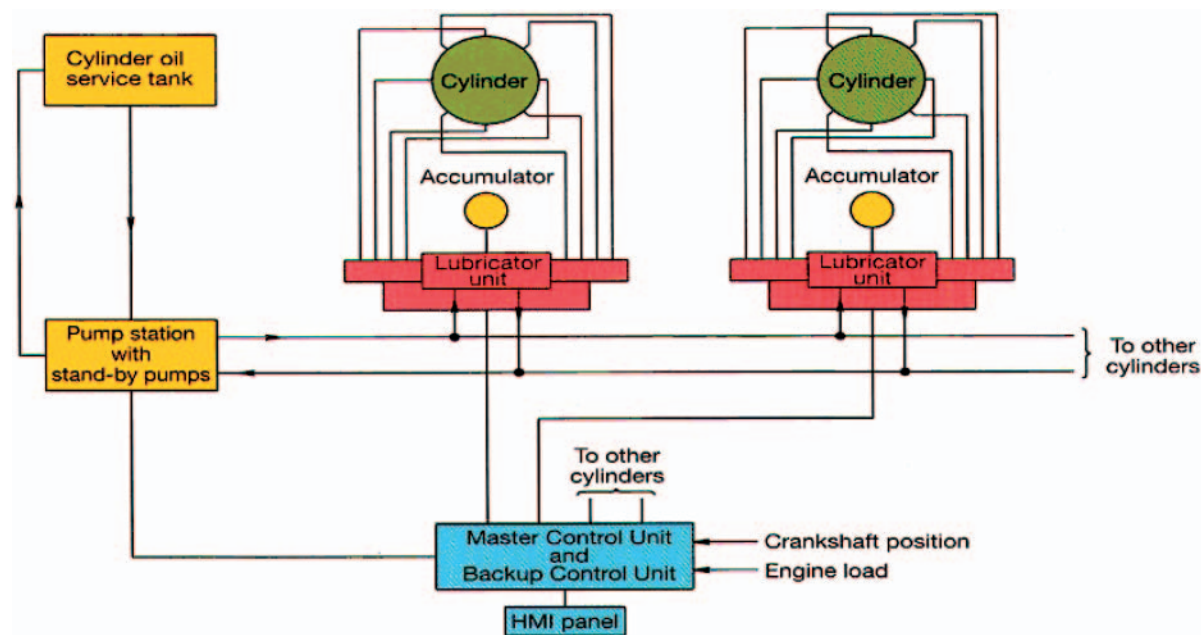 Cylinder oil
service tank
Cylinder
Cylinder
Accumulator
Accumulator
Lubricator
unit
Lubricator
unit
Pump station
with
stand-by pumps
To other
cylinders
To other
cylinders
Master Control Unit
and
Backup Control Unit
Crankshaft position
Engine load
HMI panel